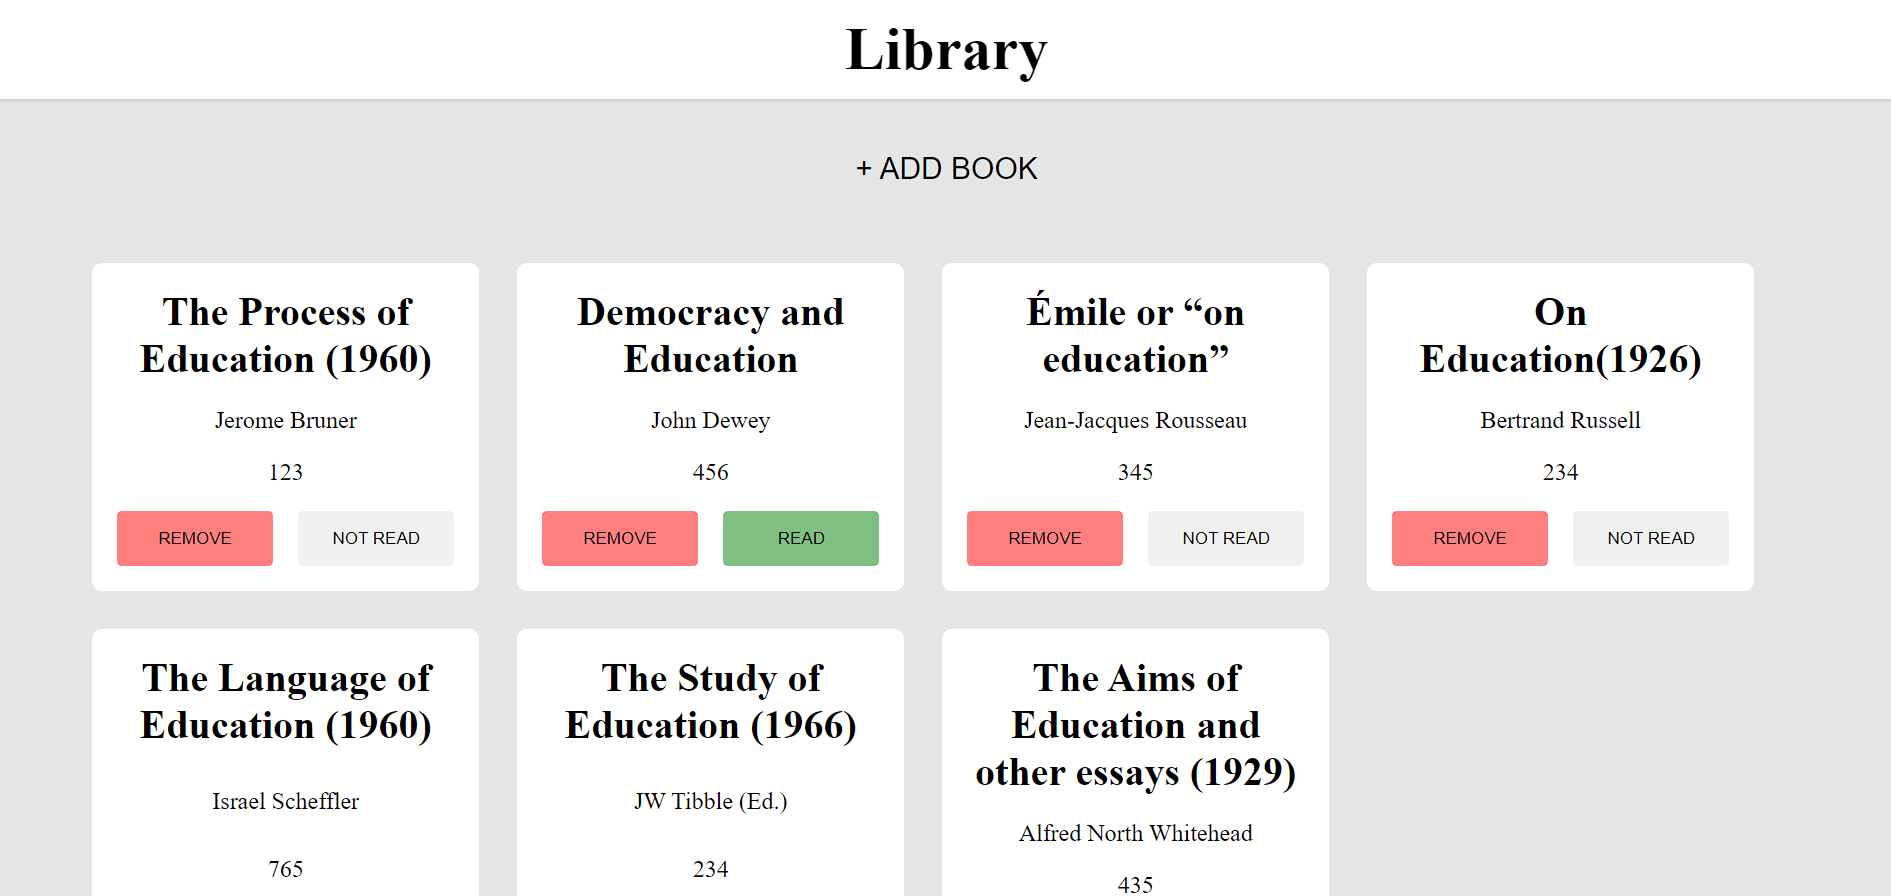 Library
+ ADD BOOK
The Process of
Education (1960)
Jerome Bruner
123
REMOVE
NOT READ
Democracy and
Education
John Dewey
456
REMOVE
READ
Émile or “on
education”
Jean-Jacques Rousseau
345
REMOVE
NOT READ
On
Education(1926)
Bertrand Russell
234
REMOVE
NOT READ
The Language of
Education (1960)
Israel Scheffler
765
The Study of
Education (1966)
JW Tibble (Ed.)
234
The Aims of
Education and
other essays (1929)
Alfred North Whitehead
435